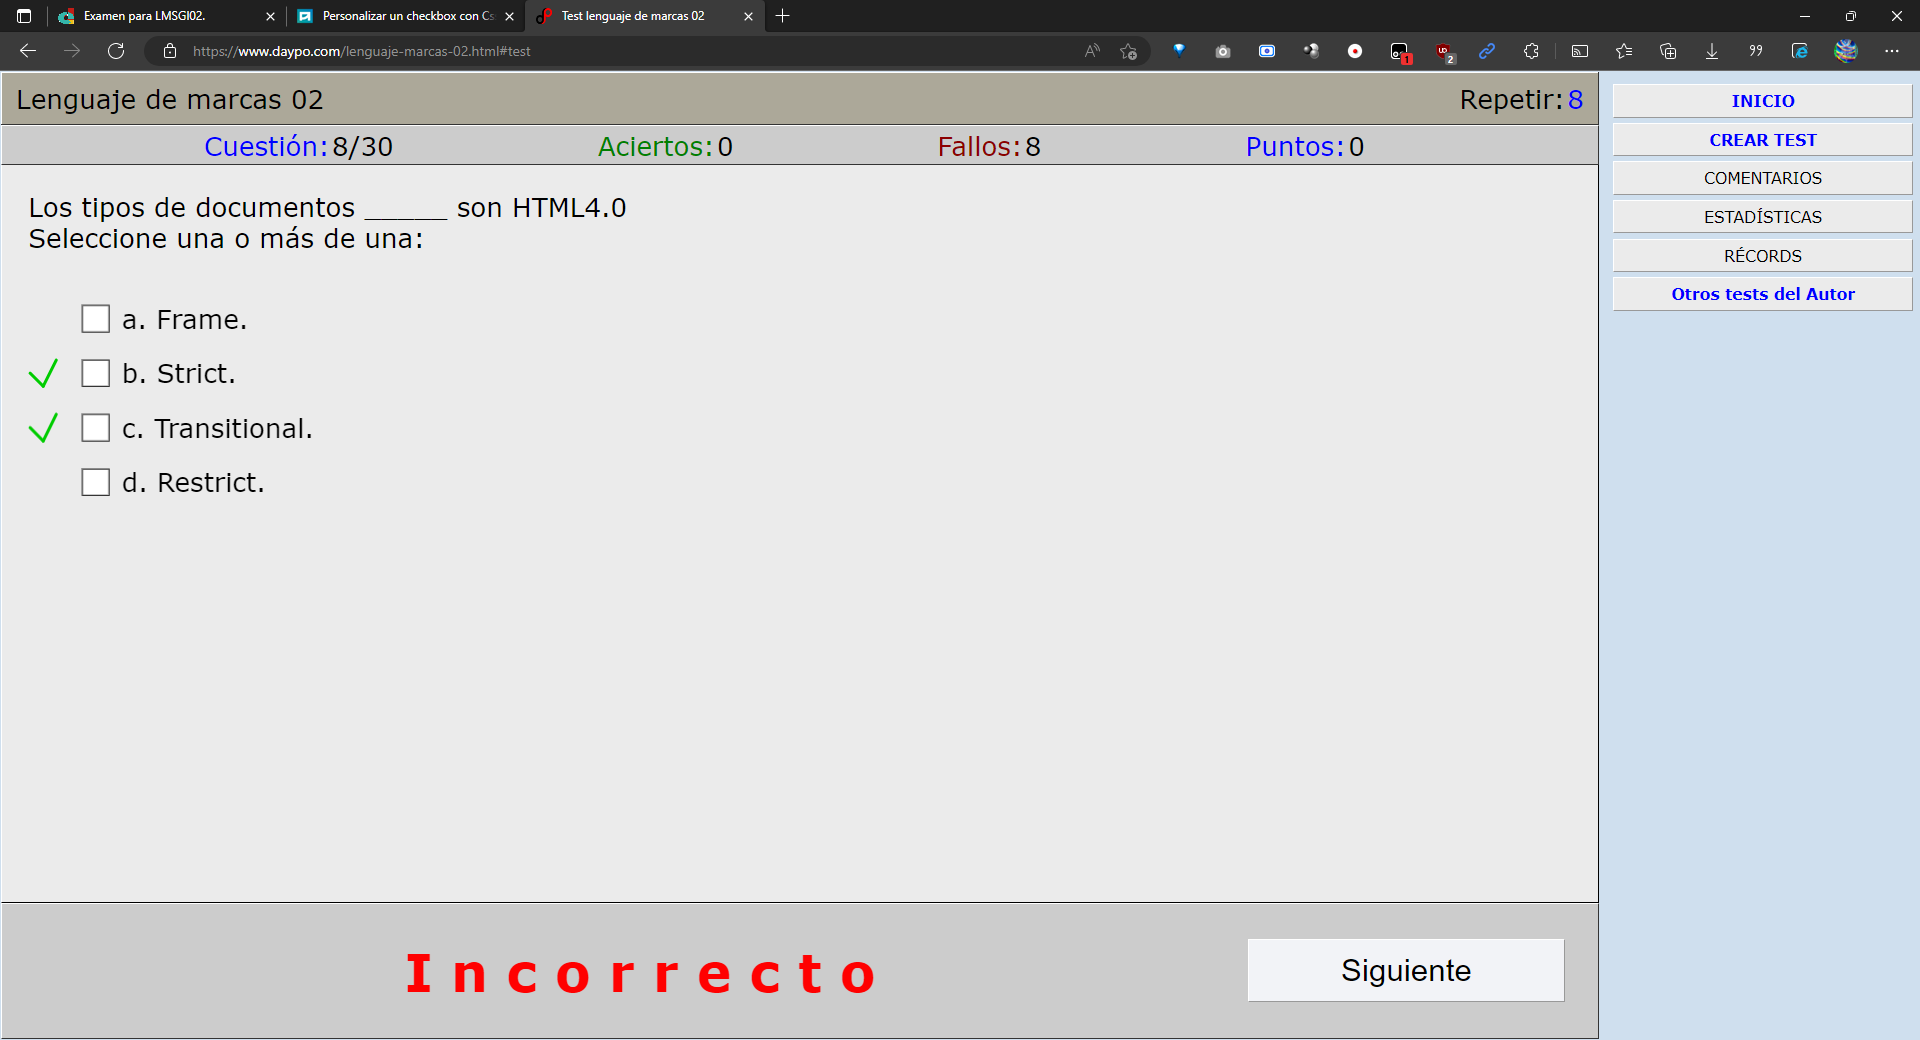 Examen para LMSGI02.
Personalizar un checkbox con Cs
Test lenguaje de marcas 02
https://www.daypo.com/lenguaje-marcas-02.html#test
1
2
Lenguaje de marcas 02
Repetir: 8
Cuestión: 8/30
Aciertos: 0
Fallos: 8
Puntos: 0
Los tipos de documentos _____ son HTML4.0
Seleccione una o más de una:
a. Frame.
b. Strict.
c. Transitional.
d. Restrict.
Incorrecto
Siguiente
INICIO
CREAR TEST
COMENTARIOS
ESTADÍSTICAS
RÉCORDS
Otros tests del Autor